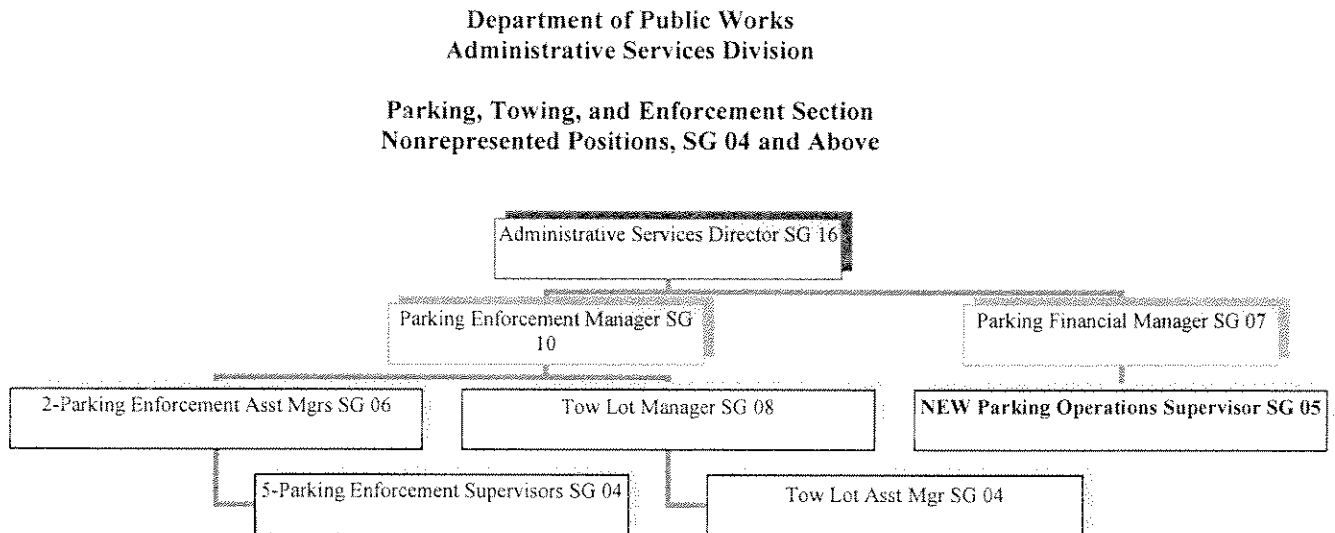 Department of Public Works
Administrative Services Division
Parking, Towing, and Enforcement Section
Nonrepresented Positions, SG 04 and Above
Administrative Services Director SG 16
Parking Enforcement Manager SG
10
Parking Financial Manager SG 07
2-Parking Enforcement Asst Mgrs SG 06
Tow Lot Manager SG 08
NEW Parking Operations Supervisor SG 05
5-Parking Enforcement Supervisors SG 04
Tow Lot Asst Mgr SG 04